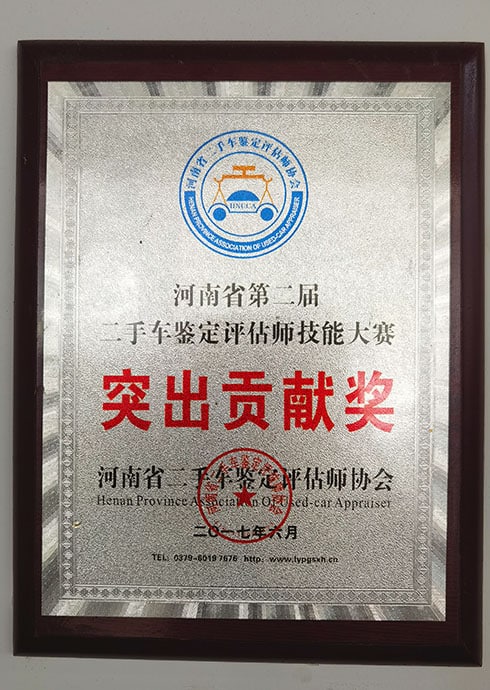 河南省二手车鉴定评估师协会
HNCCA
HENAN PROVINCE ASSOCIATION OF USED-CAR APPRAISER
河南省第二届
二手车鉴定评估师技能大赛
突出贡献奖
河南省二手车鉴定评估师协会
Henan Province Association Of Used-car Appraiser
二〇一七年六月
TEL: 0379-60197676 http: www.lypgsxh.cn